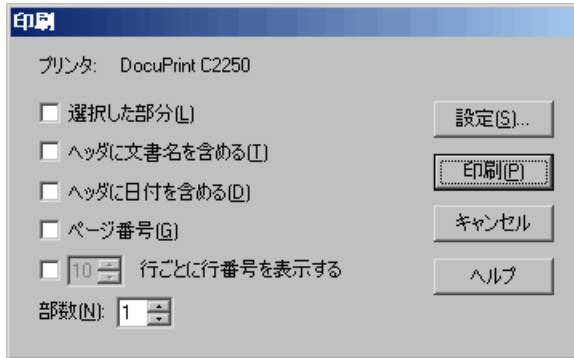 印刷
プリンタ: DocuPrint C2250
選択した部分(L)
ヘッダに文書名を含める(T)
ヘッダに日付を含める(D)
ページ番号(G)
10 行ごとに行番号を表示する
部数(N): 1
設定(S)...
印刷(P)
キャンセル
ヘルプ